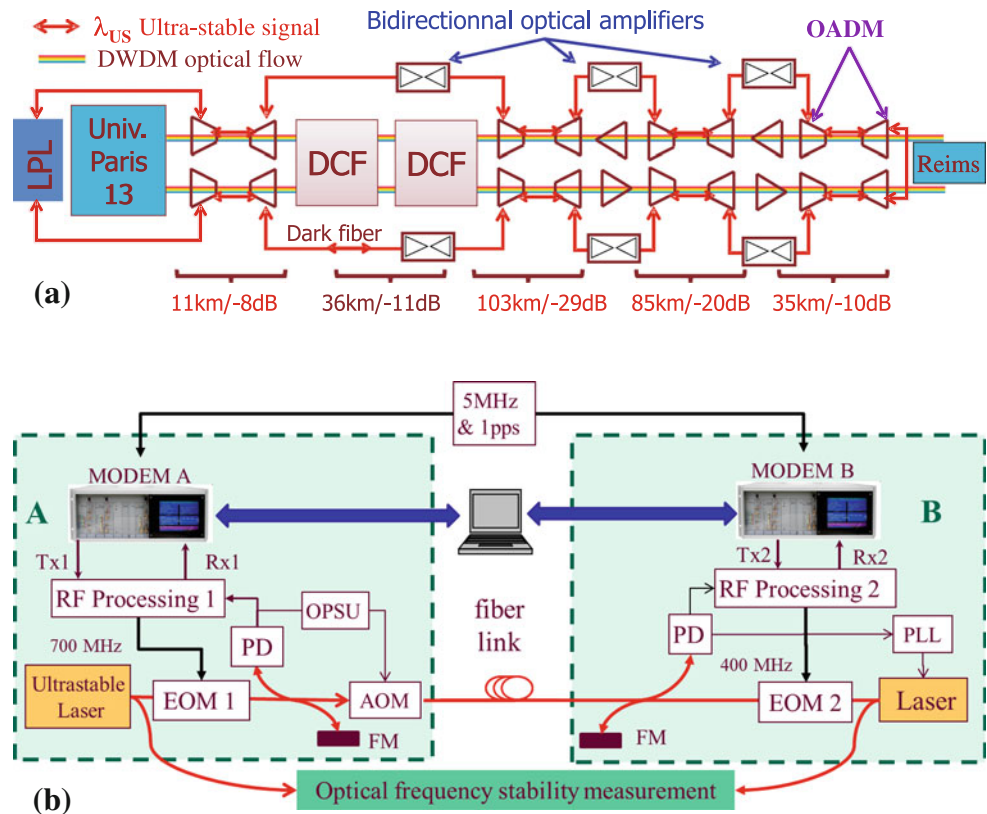 (a)
λUS Ultra-stable signal
DWDM optical flow
Bidirectionnal optical amplifiers
OADM
LPL
Univ.
Paris
13
DCF
DCF
Reims
Dark fiber
11km/-8dB
36km/-11dB
103km/-29dB
85km/-20dB
35km/-10dB
(b)
5MHz
& 1pps
A
MODEM A
Tx1
Rx1
RF Processing 1
700 MHz
PD
OPSU
Ultrastable
Laser
EOM 1
AOM
FM
fiber
link
MODEM B
B
Tx2
Rx2
RF Processing 2
PD
PLL
400 MHz
EOM 2
Laser
FM
Optical frequency stability measurement